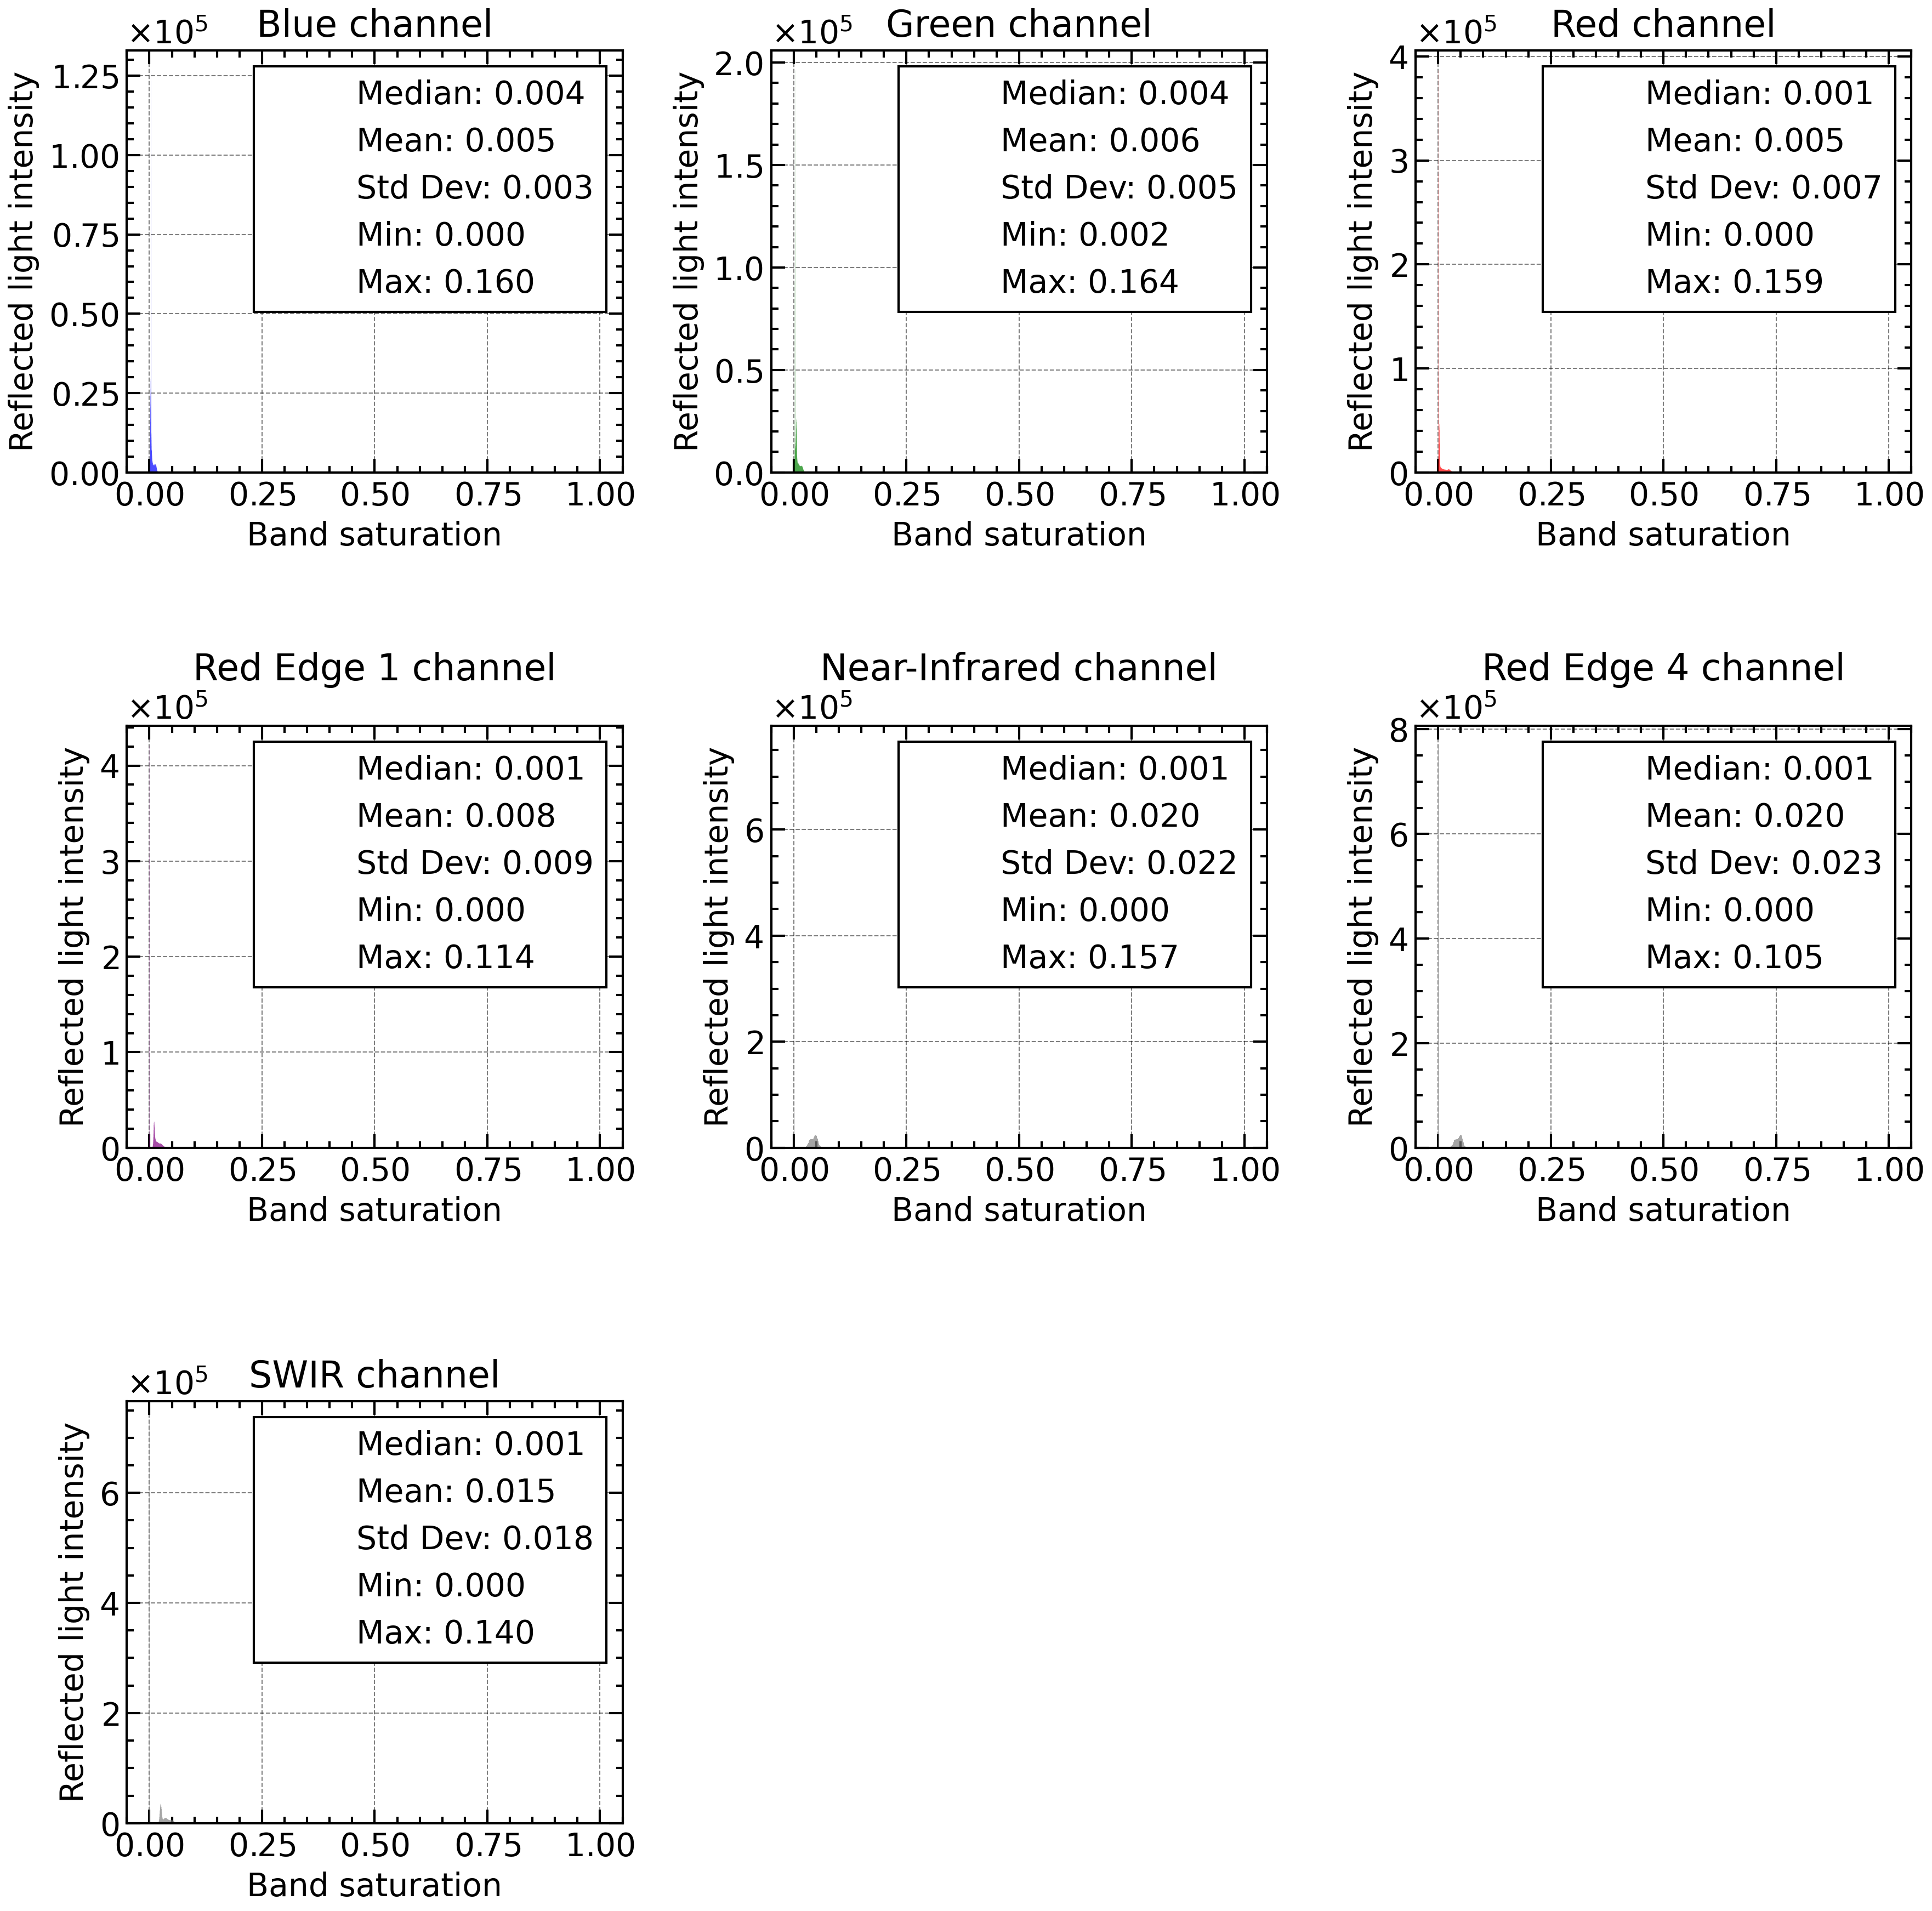 Blue channel
×10⁵
Reflected light intensity
1.25
1.00
0.75
0.50
0.25
0.00
Median: 0.004
Mean: 0.005
Std Dev: 0.003
Min: 0.000
Max: 0.160
0.00 0.25 0.50 0.75 1.00
Band saturation
Green channel
×10⁵
Reflected light intensity
2.0
1.5
1.0
0.5
0.0
Median: 0.004
Mean: 0.006
Std Dev: 0.005
Min: 0.002
Max: 0.164
0.00 0.25 0.50 0.75 1.00
Band saturation
Red channel
×10⁵
Reflected light intensity
4
3
2
1
0
Median: 0.001
Mean: 0.005
Std Dev: 0.007
Min: 0.000
Max: 0.159
0.00 0.25 0.50 0.75 1.00
Band saturation
Red Edge 1 channel
×10⁵
Reflected light intensity
4
3
2
1
0
Median: 0.001
Mean: 0.008
Std Dev: 0.009
Min: 0.000
Max: 0.114
0.00 0.25 0.50 0.75 1.00
Band saturation
Near-Infrared channel
×10⁵
Reflected light intensity
6
4
2
0
Median: 0.001
Mean: 0.020
Std Dev: 0.022
Min: 0.000
Max: 0.157
0.00 0.25 0.50 0.75 1.00
Band saturation
Red Edge 4 channel
×10⁵
Reflected light intensity
8
6
4
2
0
Median: 0.001
Mean: 0.020
Std Dev: 0.023
Min: 0.000
Max: 0.105
0.00 0.25 0.50 0.75 1.00
Band saturation
SWIR channel
×10⁵
Reflected light intensity
6
4
2
0
Median: 0.001
Mean: 0.015
Std Dev: 0.018
Min: 0.000
Max: 0.140
0.00 0.25 0.50 0.75 1.00
Band saturation